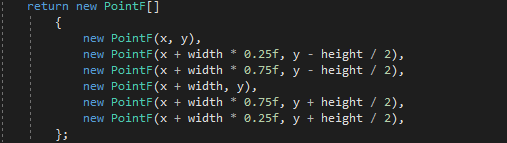 return new PointF[]
{
new PointF(x, y),
new PointF(x + width * 0.25f, y - height / 2),
new PointF(x + width * 0.75f, y - height / 2),
new PointF(x + width, y),
new PointF(x + width * 0.75f, y + height / 2),
new PointF(x + width * 0.25f, y + height / 2),
};